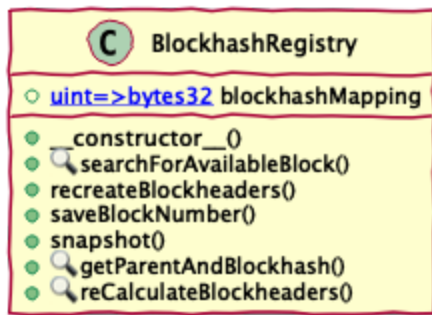 C BlockhashRegistry
uint=>bytes32 blockhashMapping
__constructor__()
searchForAvailableBlock()
recreateBlockheaders()
saveBlockNumber()
snapshot()
getParentAndBlockhash()
reCalculateBlockheaders()